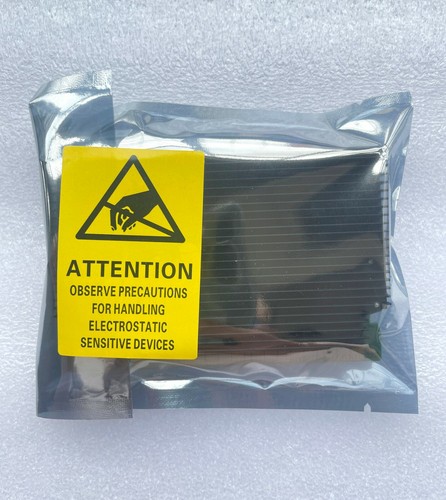 ATTENTION
OBSERVE PRECAUTIONS
FOR HANDLING
ELECTROSTATIC
SENSITIVE DEVICES